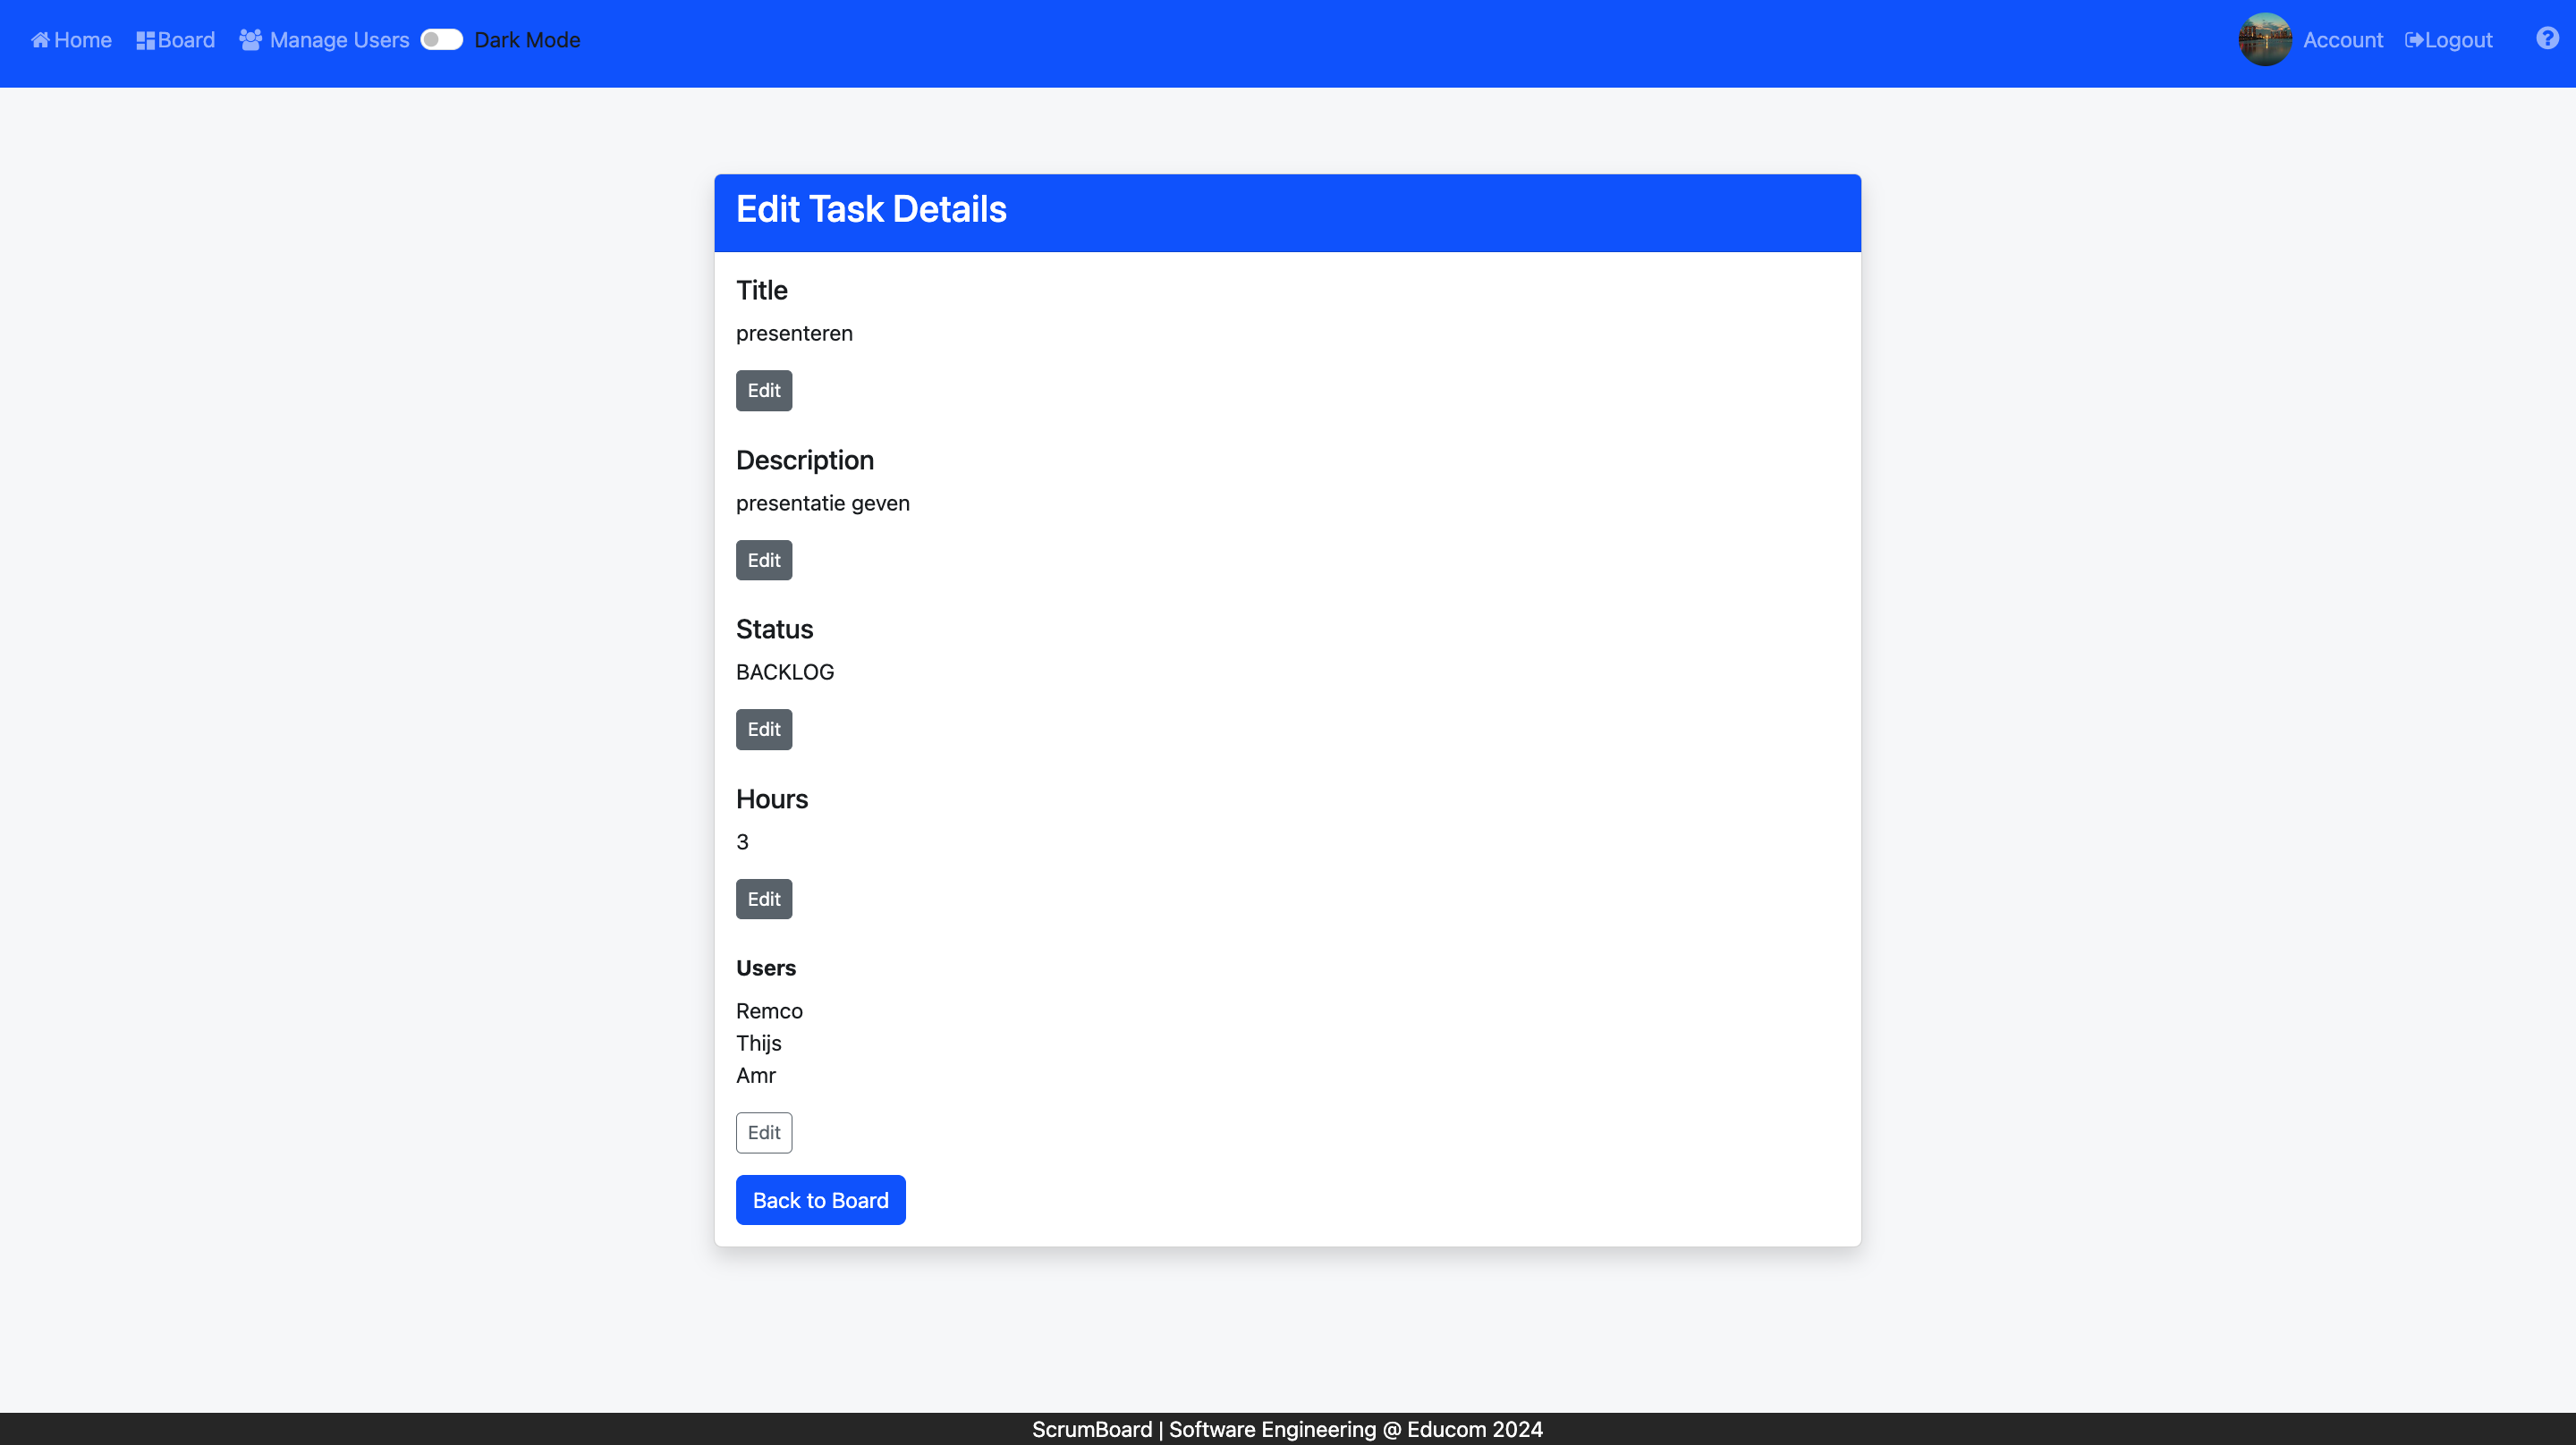 Home Board Manage Users Dark Mode Account Logout ?
Edit Task Details
Title
presenteren
Edit
Description
presentatie geven
Edit
Status
BACKLOG
Edit
Hours
3
Edit
Users
Remco
Thijs
Amr
Edit
Back to Board
ScrumBoard | Software Engineering @ Educom 2024